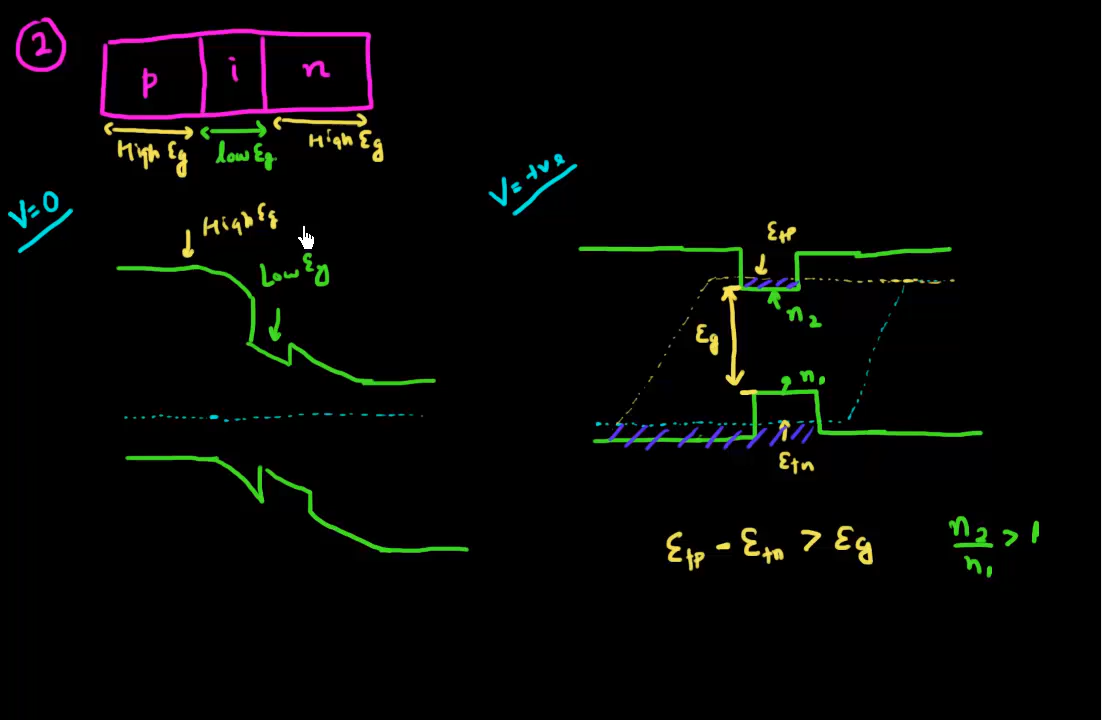 2
p i n
High Eg low Eg High Eg
V=0
High Eg
Low Eg
V=+ve
Efp
n2
Eg
n1
Efn
Efp - Efn > Eg
n2/n1 > 1